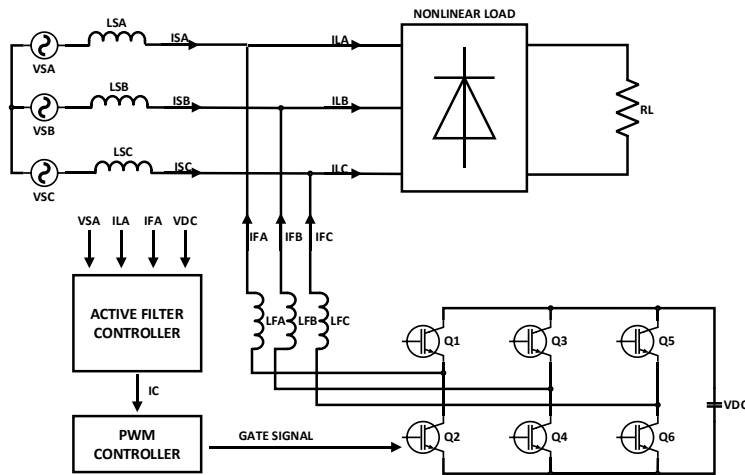 NONLINEAR LOAD
LSA
ISA
ILA
VSA
LSB
ISB
ILB
VSB
RL
LSC
ISC
ILC
VSC
VSA ILA IFA VDC
IFA IFB IFC
ACTIVE FILTER
CONTROLLER
LFA LFB LFC
Q1 Q3 Q5
IC
VDC
PWM
CONTROLLER
GATE SIGNAL
Q2 Q4 Q6